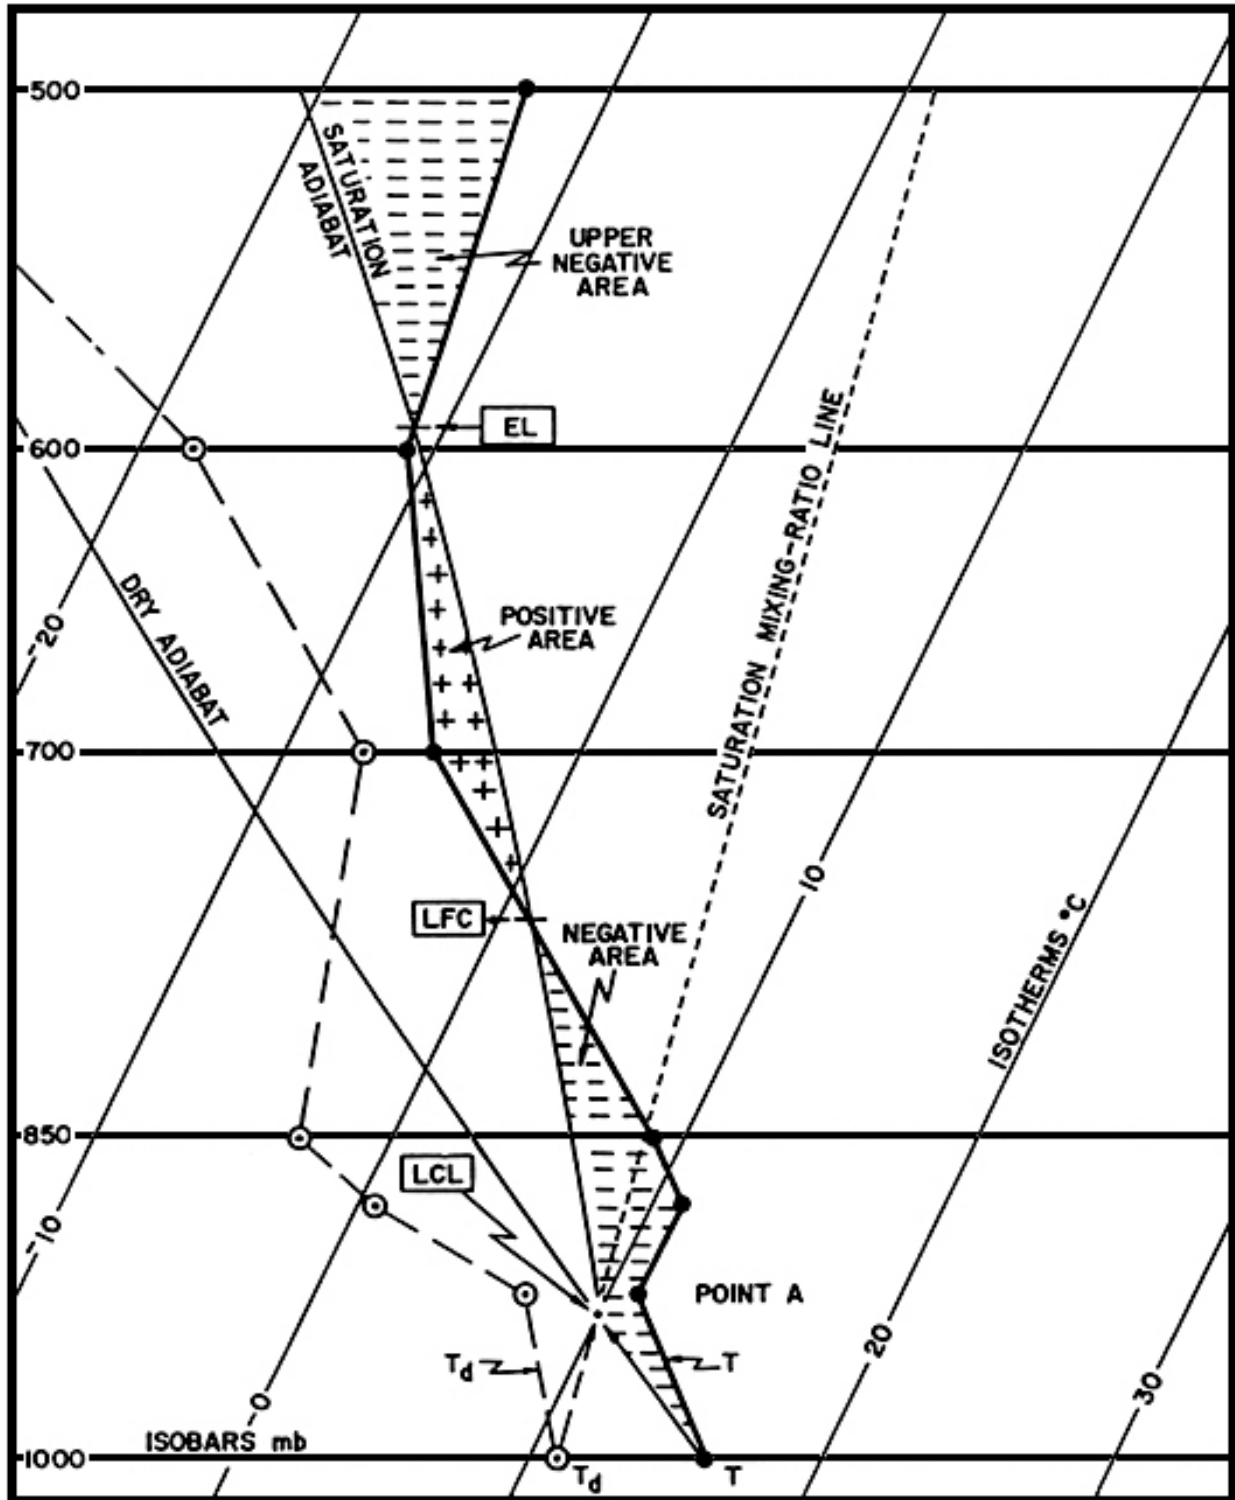 500
SATURATION
ADIABAT
UPPER
NEGATIVE
AREA
EL
600
SATURATION MIXING-RATIO LINE
-20
DRY ADIABAT
POSITIVE
AREA
700
10
LFC
NEGATIVE
AREA
ISOTHERMS °C
850
LCL
-10
POINT A
Td
T
20
30
0
ISOBARS mb
1000
Td
T